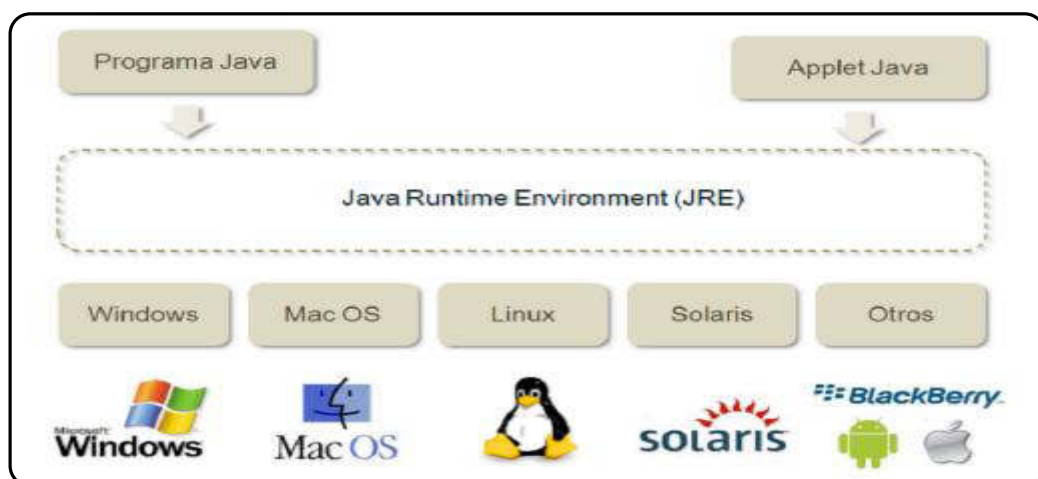 Programa Java
Applet Java
Java Runtime Environment (JRE)
Windows
Mac OS
Linux
Solaris
Otros
Microsoft
Windows
Mac OS
solaris
BlackBerry